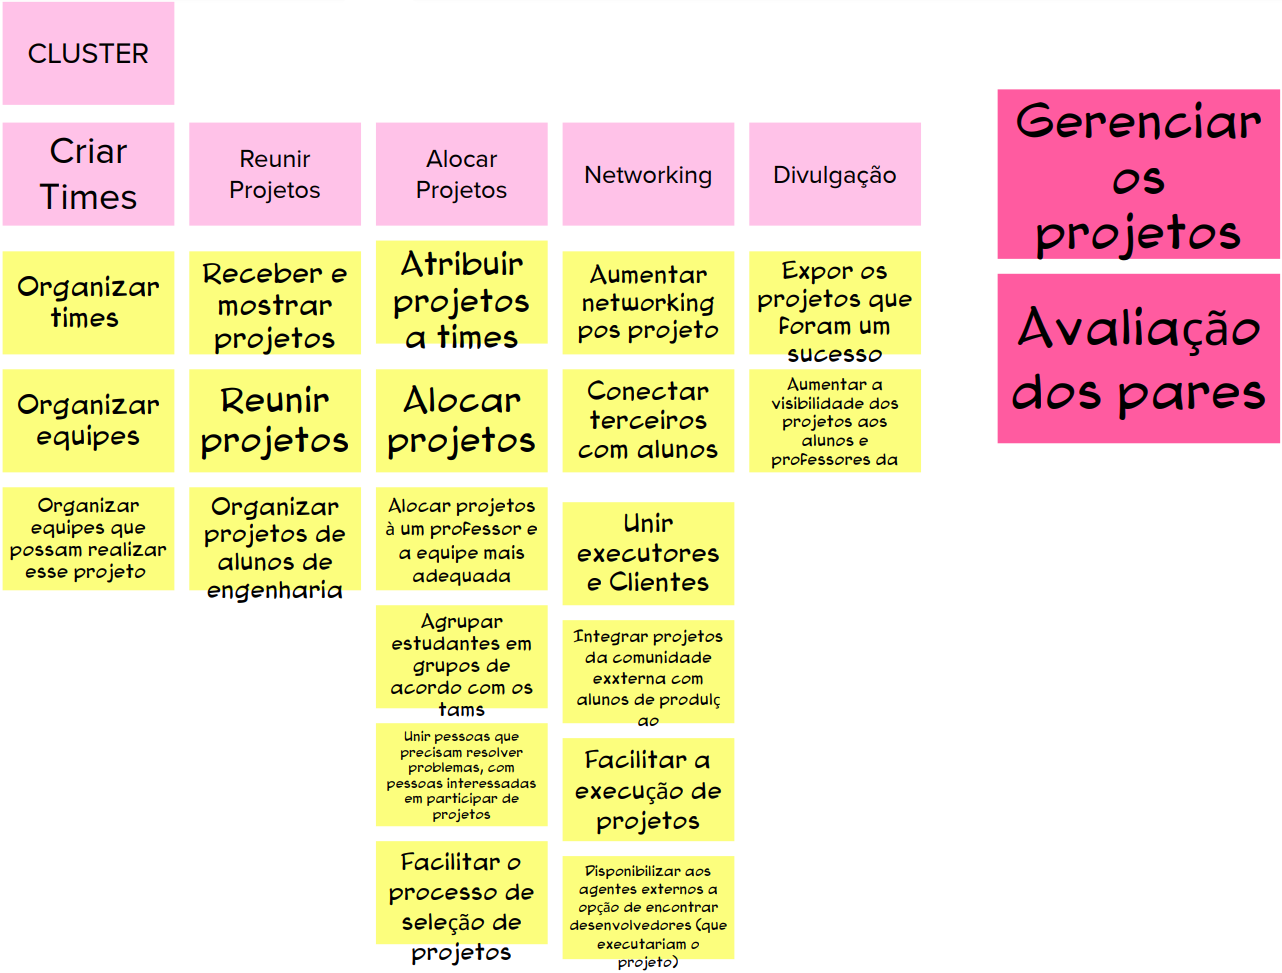 CLUSTER
Criar
Times
Reunir
Projetos
Alocar
Projetos
Networking
Divulgação
Organizar
times
Organizar
equipes
Organizar
equipes que
possam realizar
esse projeto
Receber e
mostrar
projetos
Reunir
projetos
Organizar
projetos de
alunos de
engenharia
Atribuir
projetos
a times
Alocar
projetos
Alocar projetos
à um professor e
a equipe mais
adequada
Agrupar
estudantes em
grupos de
acordo com os
tams
Unir pessoas que
precisam resolver
problemas, com
pessoas interessadas
em participar de
projetos
Facilitar o
processo de
seleção de
projetos
Aumentar
networking
pos projeto
Conectar
terceiros
com alunos
Unir
executores
e Clientes
Integrar projetos
da comunidade
exxterna com
alunos de produlç
ao
Facilitar a
execução de
projetos
Disponibilizar aos
agentes externos a
opção de encontrar
desenvolvedores (que
executariam o
projeto)
Expor os
projetos que
foram um
sucesso
Aumentar a
visibilidade dos
projetos aos
alunos e
professores da
Gerenciar
os
projetos
Avaliação
dos pares